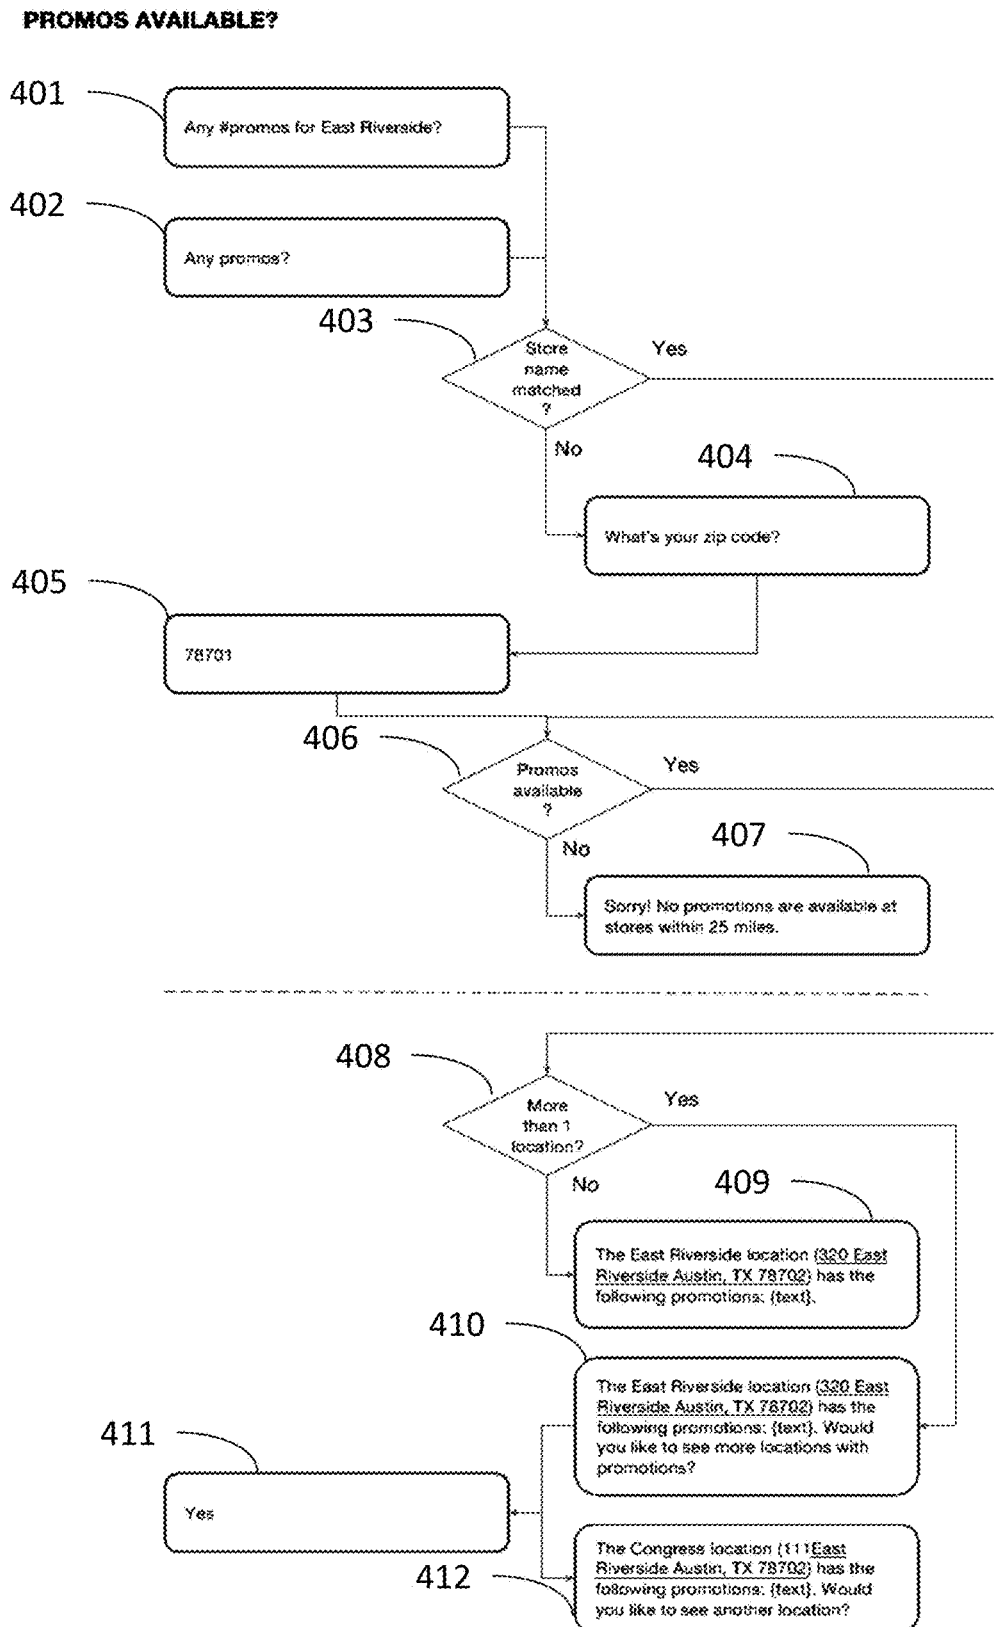 PROMOS AVAILABLE?
401
Any #promos for East Riverside?
402
Any promos?
403
Store
name
matched
?
Yes
No
404
What's your zip code?
405
78701
406
Promos
available
?
Yes
No
407
Sorry! No promotions are available at
stores within 25 miles.
408
More
than 1
location?
Yes
No
409
The East Riverside location (320 East
Riverside Austin, TX 78702) has the
following promotions: {text}.
410
The East Riverside location (320 East
Riverside Austin, TX 78702) has the
following promotions: {text}. Would
you like to see more locations with
promotions?
411
Yes
412
The Congress location (111East
Riverside Austin, TX 78702) has the
following promotions: {text}. Would
you like to see another location?